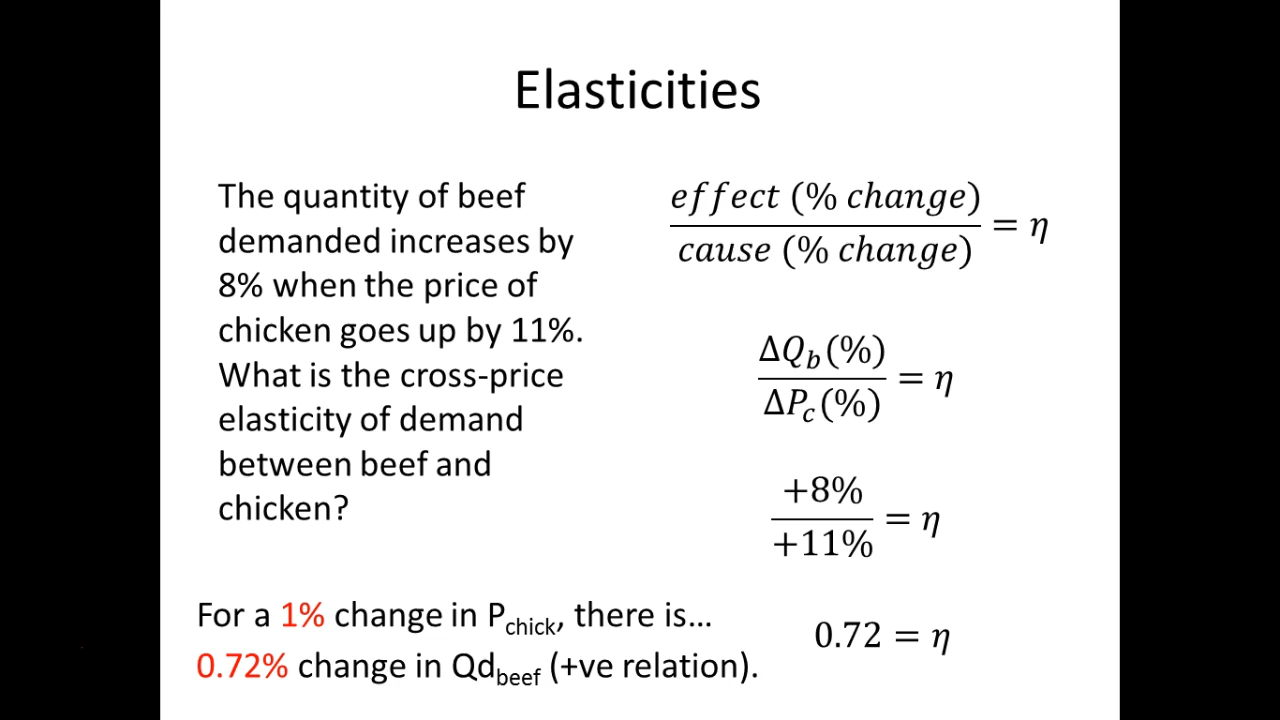 Elasticities
The quantity of beef
demanded increases by
8% when the price of
chicken goes up by 11%.
What is the cross-price
elasticity of demand
between beef and
chicken?
effect (% change)
cause (% change)
= η
ΔQb(%)
ΔPc(%)
= η
+8%
+11%
= η
0.72 = η
For a 1% change in Pchick, there is...
0.72% change in Qdbeef (+ve relation).